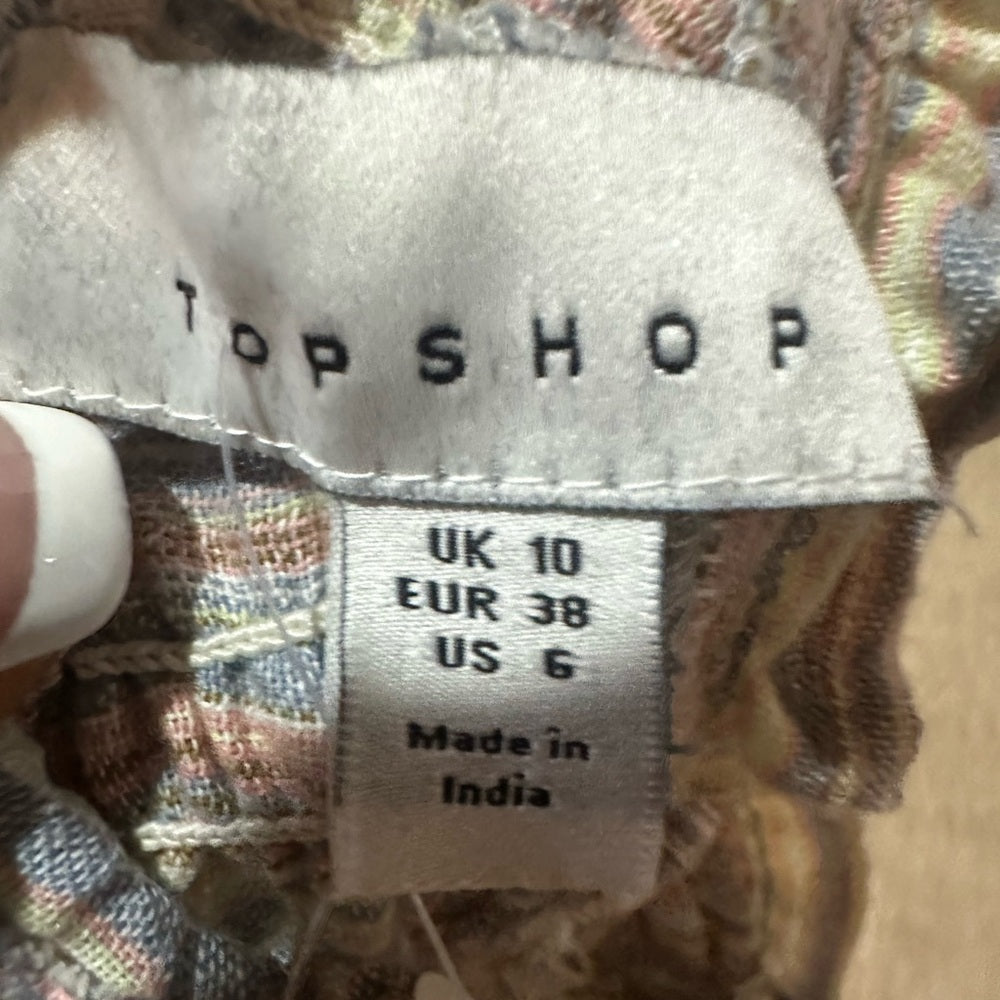 TOPSHOP
UK 10
EUR 38
US 6
Made in
India